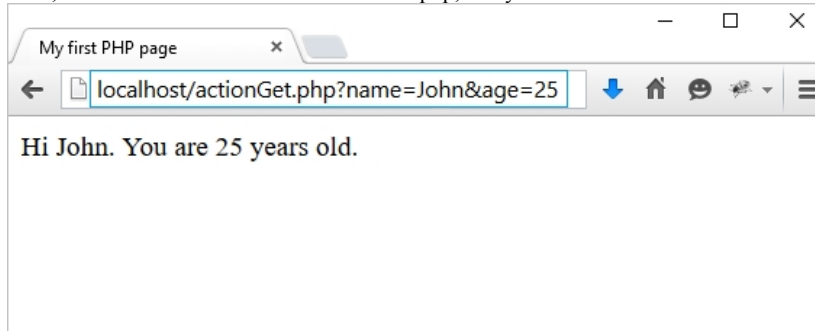 My first PHP page
localhost/actionGet.php?name=John&age=25
Hi John. You are 25 years old.